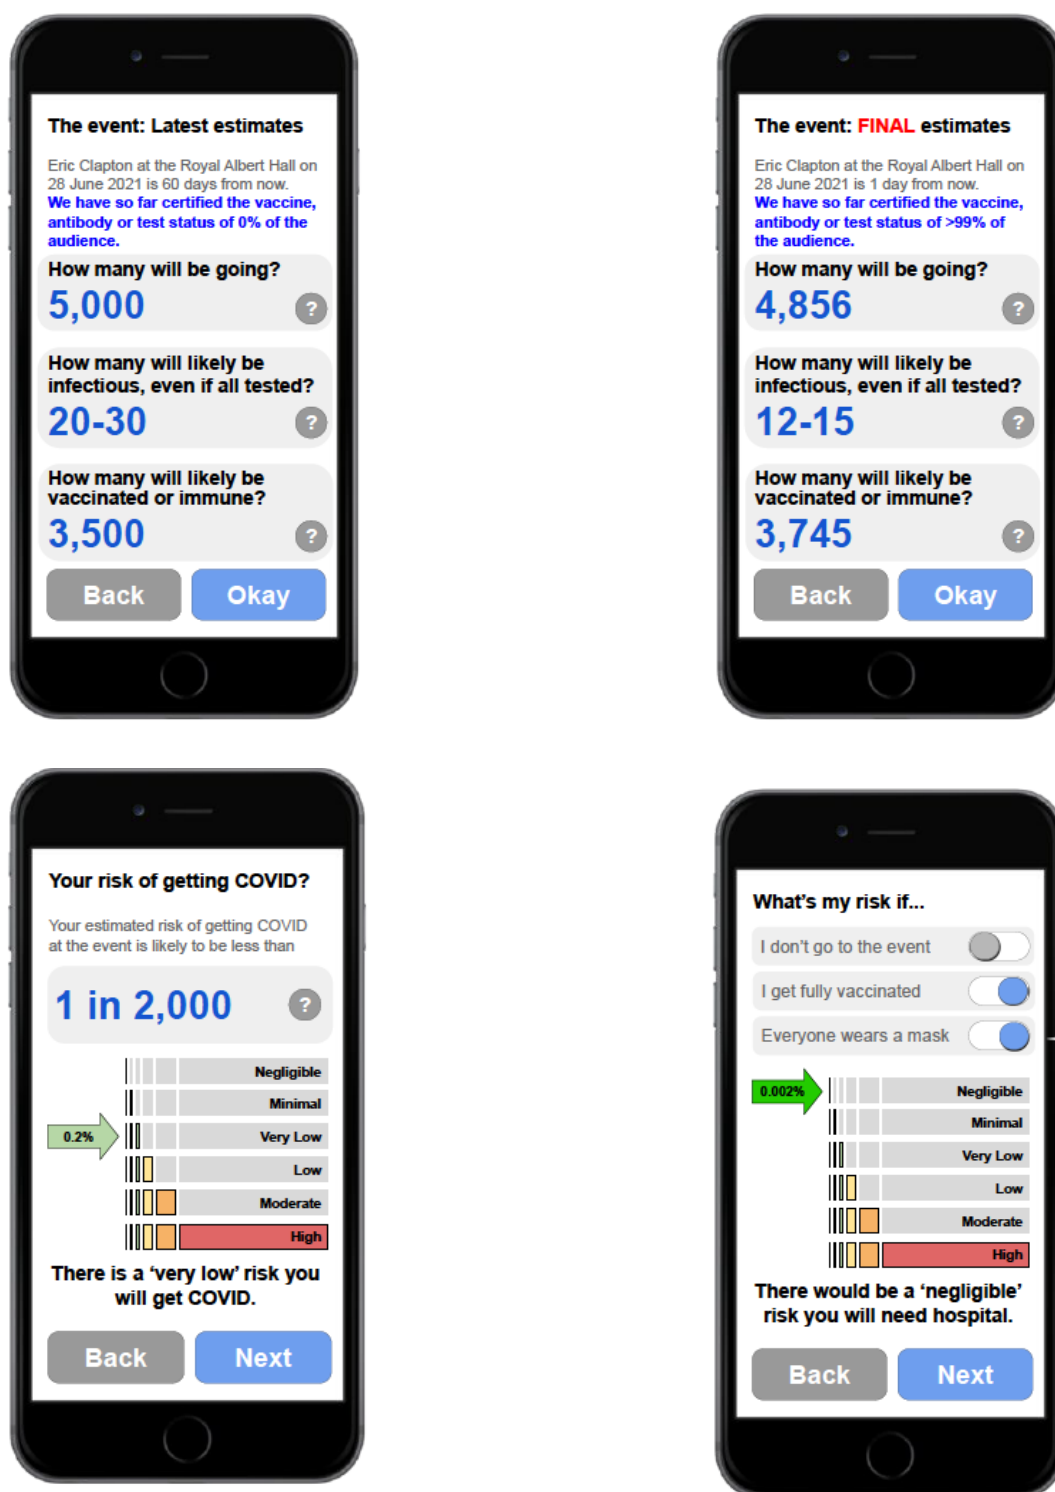 The event: Latest estimates
Eric Clapton at the Royal Albert Hall on
28 June 2021 is 60 days from now.
We have so far certified the vaccine,
antibody or test status of 0% of the
audience.
How many will be going?
5,000
?
How many will likely be
infectious, even if all tested?
20-30
?
How many will likely be
vaccinated or immune?
3,500
?
Back
Okay
The event: FINAL estimates
Eric Clapton at the Royal Albert Hall on
28 June 2021 is 1 day from now.
We have so far certified the vaccine,
antibody or test status of >99% of
the audience.
How many will be going?
4,856
?
How many will likely be
infectious, even if all tested?
12-15
?
How many will likely be
vaccinated or immune?
3,745
?
Back
Okay
Your risk of getting COVID?
Your estimated risk of getting COVID
at the event is likely to be less than
1 in 2,000
?
Negligible
Minimal
0.2%
Very Low
Low
Moderate
High
There is a ‘very low’ risk you
will get COVID.
Back
Next
What’s my risk if...
I don’t go to the event
I get fully vaccinated
Everyone wears a mask
0.002%
Negligible
Minimal
Very Low
Low
Moderate
High
There would be a ‘negligible’
risk you will need hospital.
Back
Next